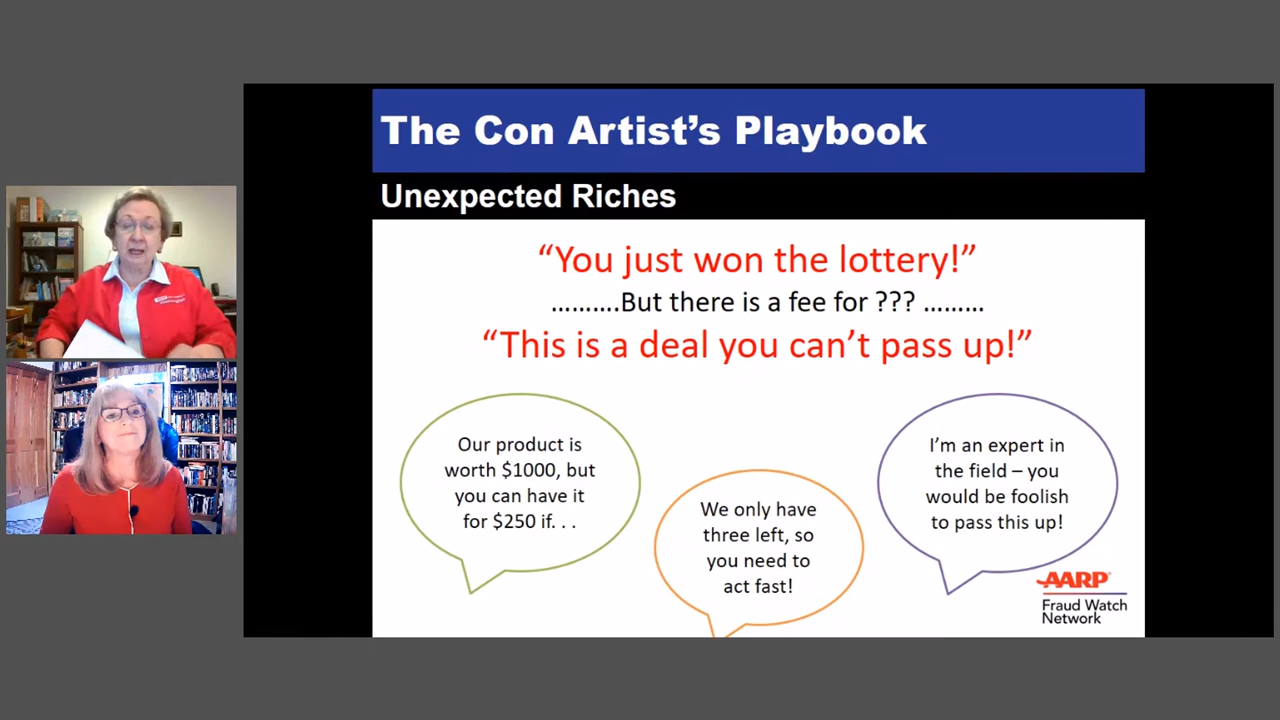 The Con Artist’s Playbook
Unexpected Riches
“You just won the lottery!”
……….But there is a fee for ??? ………
“This is a deal you can’t pass up!”
Our product is
worth $1000, but
you can have it
for $250 if. . .
We only have
three left, so
you need to
act fast!
I’m an expert in
the field – you
would be foolish
to pass this up!
AARP®
Fraud Watch
Network